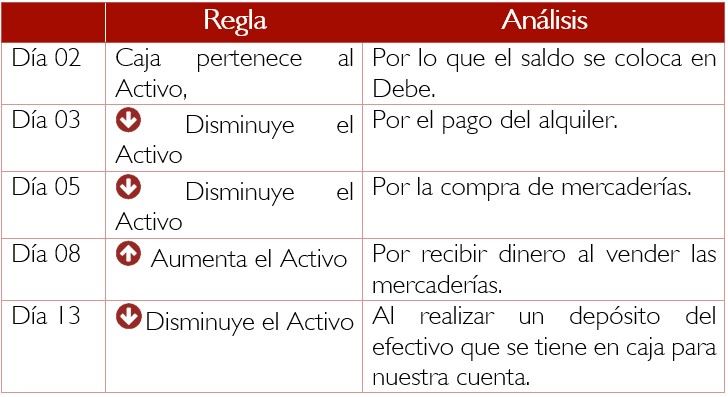 Regla Análisis
Día 02 Caja pertenece al Por lo que el saldo se coloca en
Activo, Debe.
Día 03 Disminuye el Por el pago del alquiler.
Activo
Día 05 Disminuye el Por la compra de mercaderías.
Activo
Día 08 Aumenta el Activo Por recibir dinero al vender las
mercaderías.
Día 13 Disminuye el Activo Al realizar un depósito del
efectivo que se tiene en caja para
nuestra cuenta.